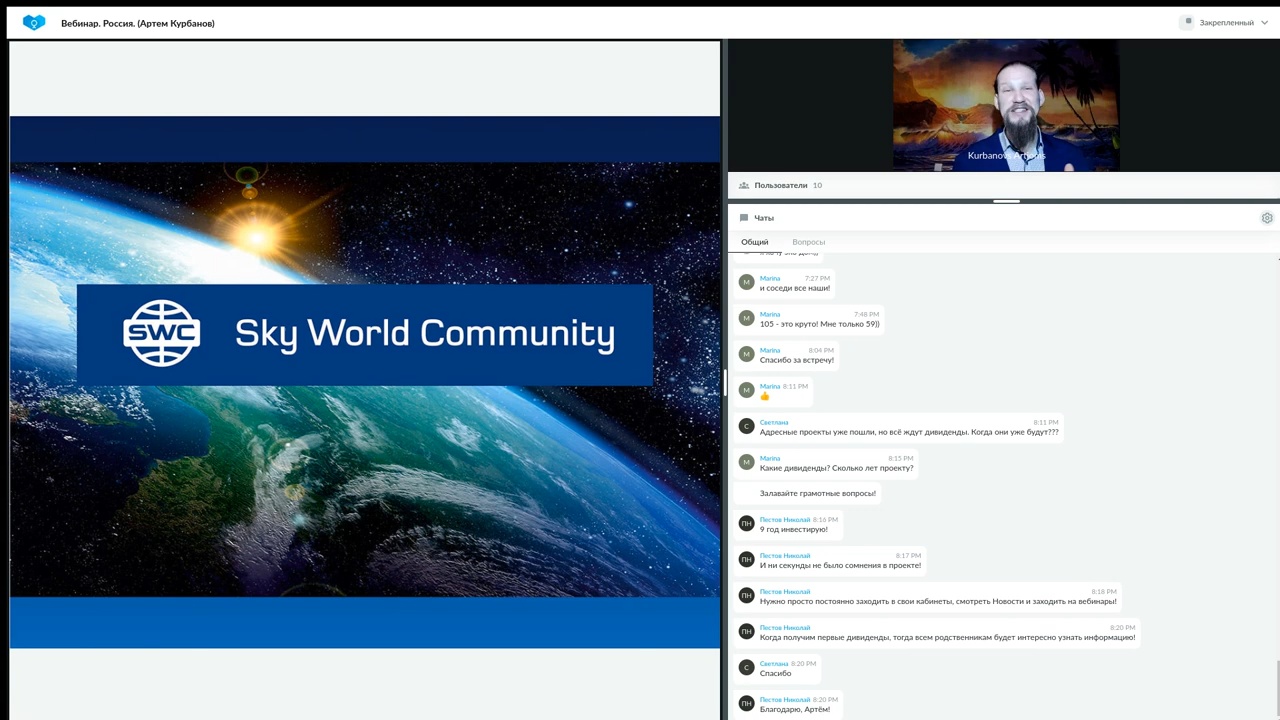 Вебинар. Россия. (Артем Курбанов)
Закрепленный
SWC
Sky World Community
Kurbanovs Artjoms
Пользователи 10
Чаты
Общий Вопросы
Marina 7:27 PM
и соседи все наши!
Marina 7:48 PM
105 - это круто! Мне только 59))
Marina 8:04 PM
Спасибо за встречу!
Marina 8:11 PM
👍
Светлана 8:11 PM
Адресные проекты уже пошли, но всё ждут дивиденды. Когда они уже будут???
Marina 8:15 PM
Какие дивиденды? Сколько лет проекту?
Залавайте грамотные вопросы!
Пестов Николай 8:16 PM
9 год инвестирую!
Пестов Николай 8:17 PM
И ни секунды не было сомнения в проекте!
Пестов Николай 8:18 PM
Нужно просто постоянно заходить в свои кабинеты, смотреть Новости и заходить на вебинары!
Пестов Николай 8:20 PM
Когда получим первые дивиденды, тогда всем родственникам будет интересно узнать информацию!
Светлана 8:20 PM
Спасибо
Пестов Николай 8:20 PM
Благодарю, Артём!